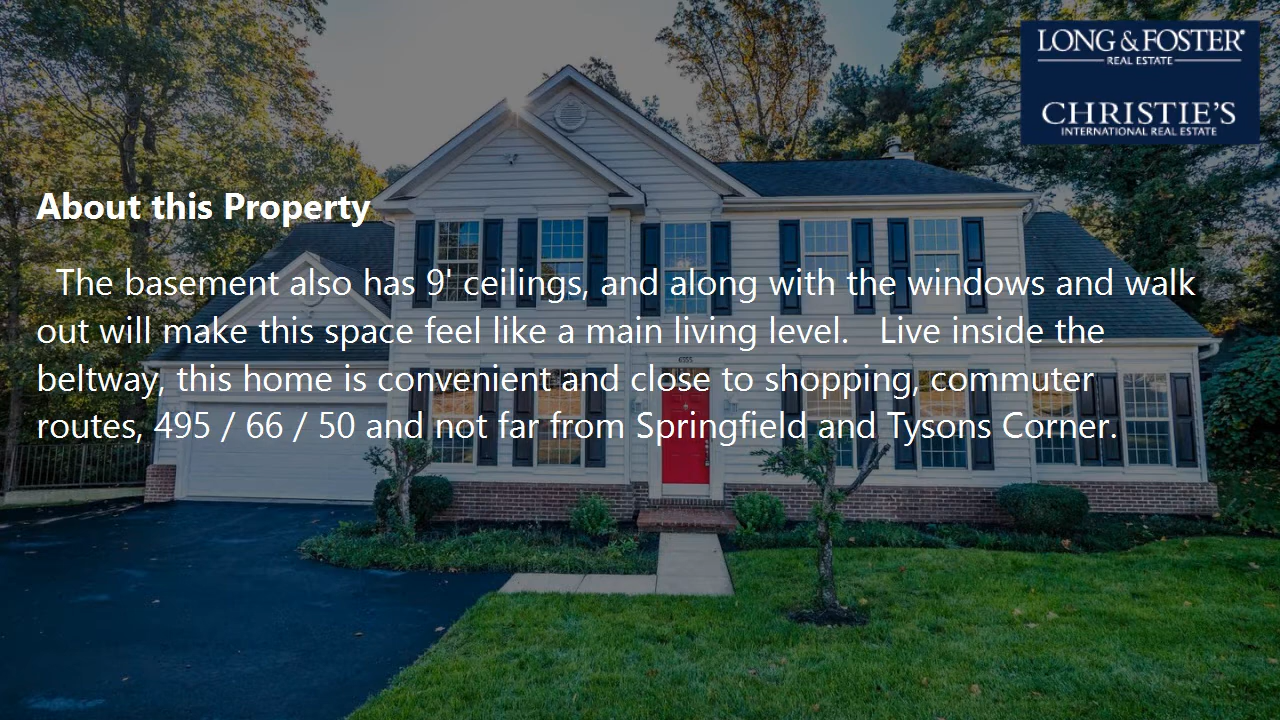 LONG & FOSTER®
REAL ESTATE
CHRISTIE'S
INTERNATIONAL REAL ESTATE
About this Property
The basement also has 9' ceilings, and along with the windows and walk
out will make this space feel like a main living level.   Live inside the
beltway, this home is convenient and close to shopping, commuter
routes, 495 / 66 / 50 and not far from Springfield and Tysons Corner.